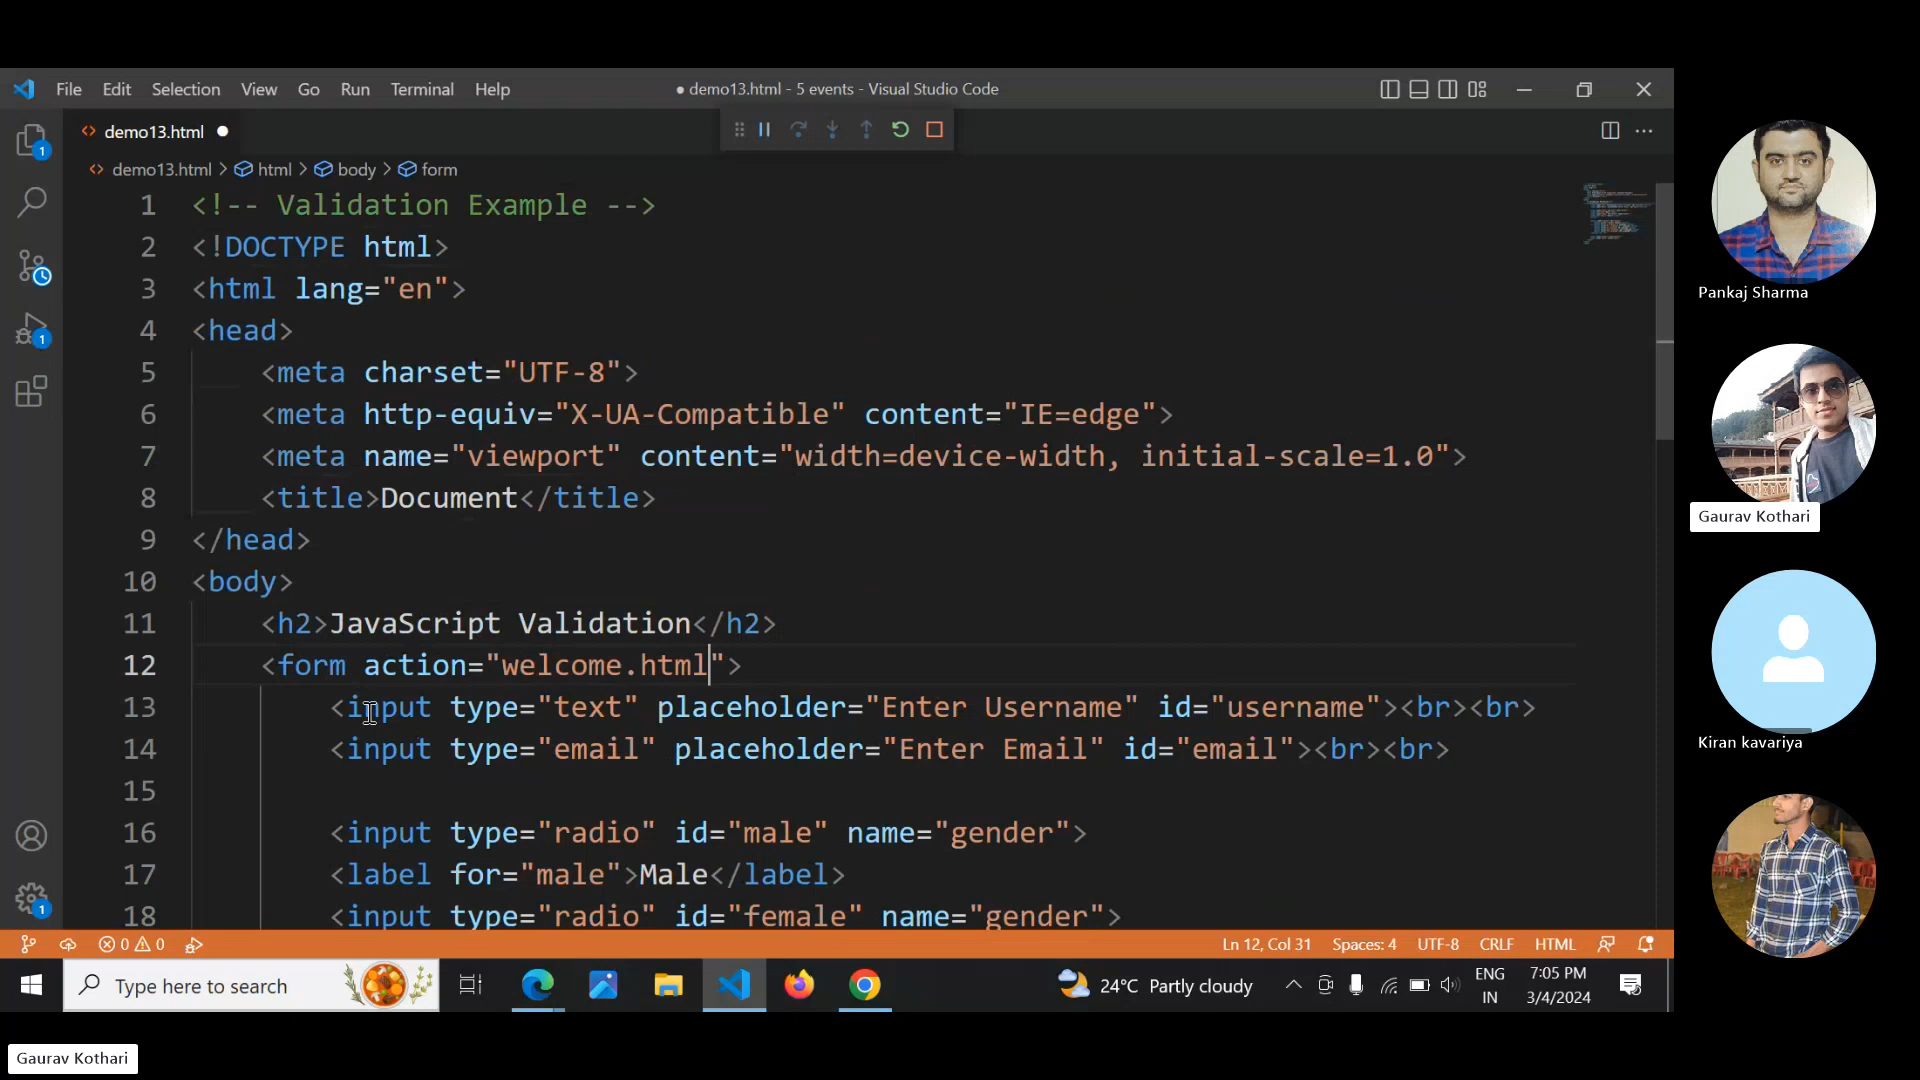 File Edit Selection View Go Run Terminal Help
● demo13.html - 5 events - Visual Studio Code
demo13.html ●
demo13.html > html > body > form
1 <!-- Validation Example -->
2 <!DOCTYPE html>
3 <html lang="en">
4 <head>
5 <meta charset="UTF-8">
6 <meta http-equiv="X-UA-Compatible" content="IE=edge">
7 <meta name="viewport" content="width=device-width, initial-scale=1.0">
8 <title>Document</title>
9 </head>
10 <body>
11 <h2>JavaScript Validation</h2>
12 <form action="welcome.html">
13 <input type="text" placeholder="Enter Username" id="username"><br><br>
14 <input type="email" placeholder="Enter Email" id="email"><br><br>
15
16 <input type="radio" id="male" name="gender">
17 <label for="male">Male</label>
18 <input type="radio" id="female" name="gender">
1
1
1
0 0
Ln 12, Col 31 Spaces: 4 UTF-8 CRLF HTML
Type here to search
24°C Partly cloudy
ENG
IN
7:05 PM
3/4/2024
Pankaj Sharma
Gaurav Kothari
Kiran kavariya
Gaurav Kothari